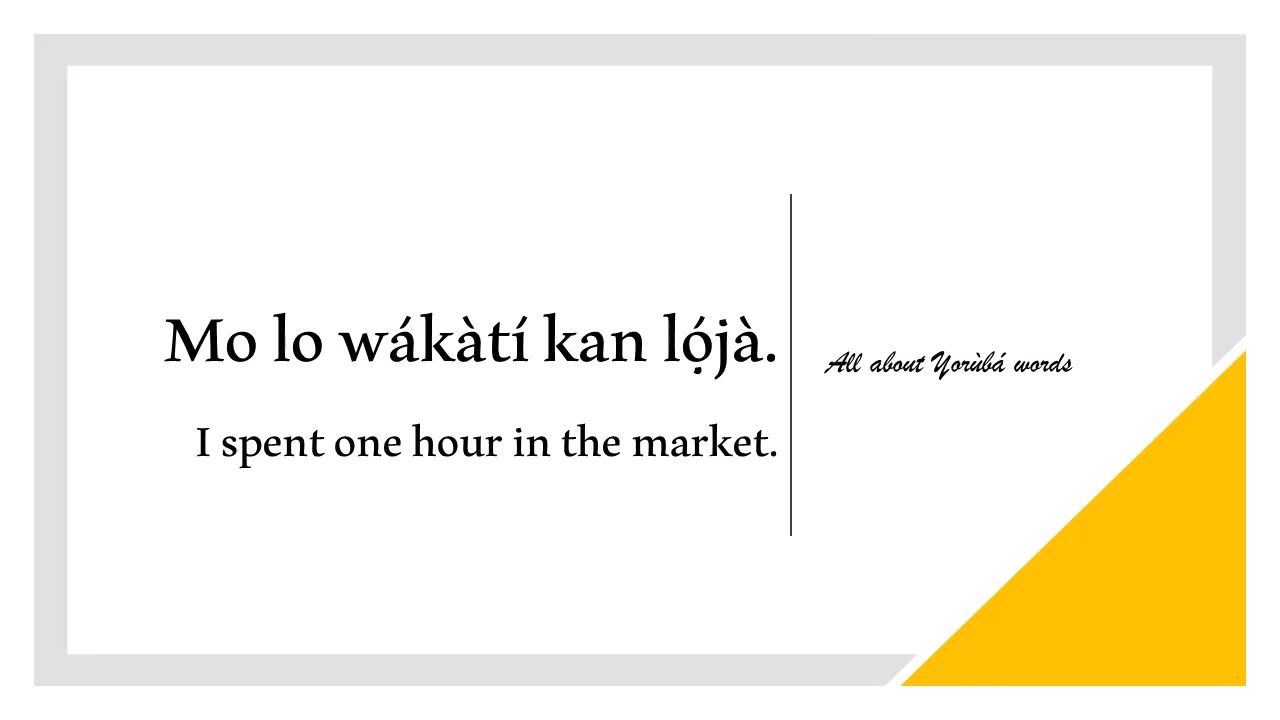 Mo lo wákàtí kan lọ́jà.
I spent one hour in the market.
All about Yorùbá words